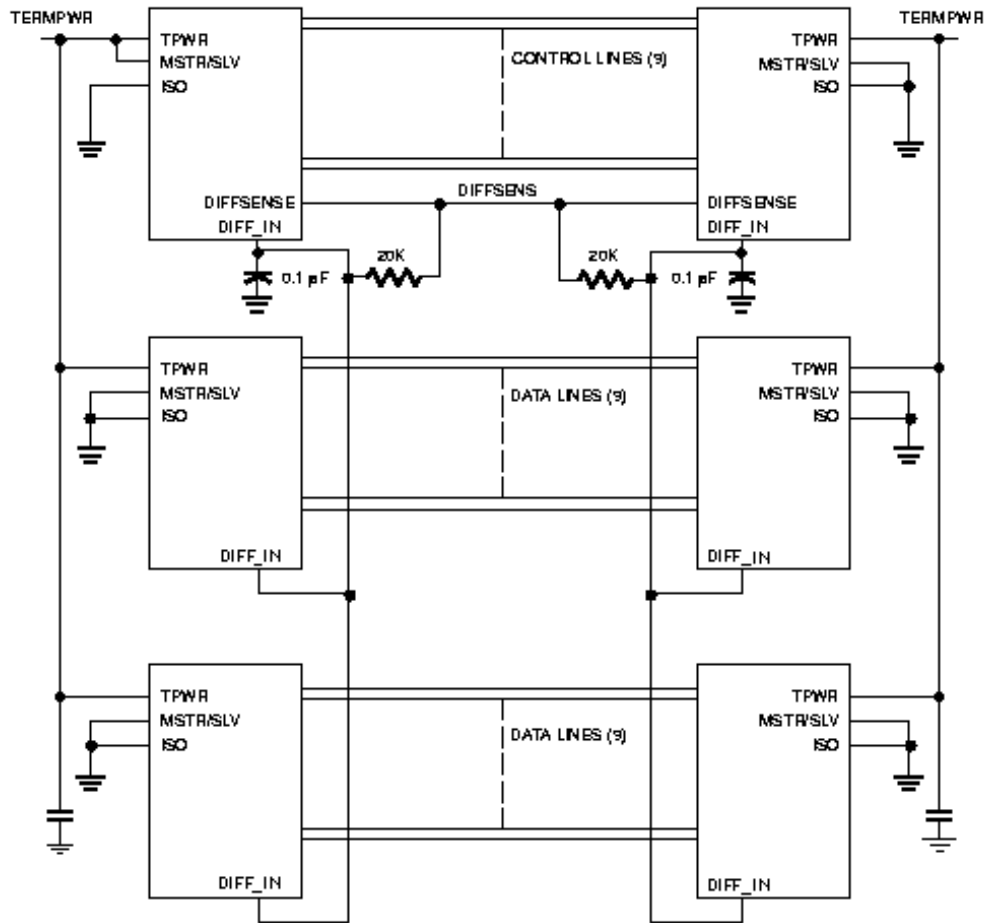 TERMPWR
TERMPWR
TPWR
MSTR/SLV
ISO
CONTROL LINES (9)
TPWR
MSTR/SLV
ISO
DIFFSENSE
DIFF_IN
DIFFSENS
DIFFSENSE
DIFF_IN
20K
0.1 µF
20K
0.1 µF
TPWR
MSTR/SLV
ISO
DATA LINES (9)
TPWR
MSTR/SLV
ISO
DIFF_IN
DIFF_IN
TPWR
MSTR/SLV
ISO
DATA LINES (9)
TPWR
MSTR/SLV
ISO
DIFF_IN
DIFF_IN